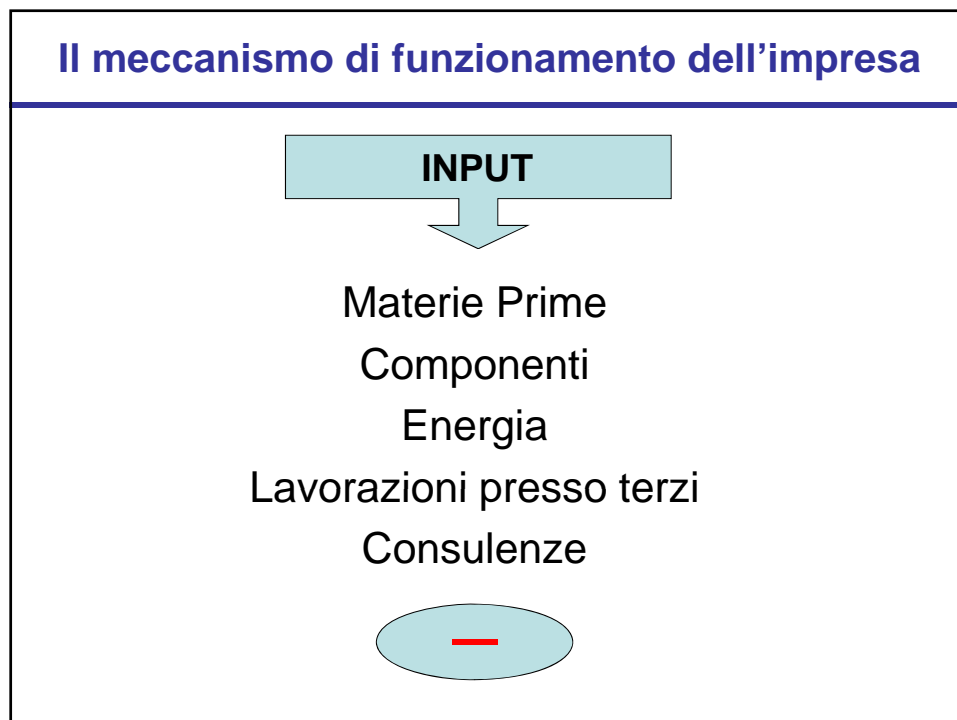 Il meccanismo di funzionamento dell’impresa
INPUT
Materie Prime
Componenti
Energia
Lavorazioni presso terzi
Consulenze
–